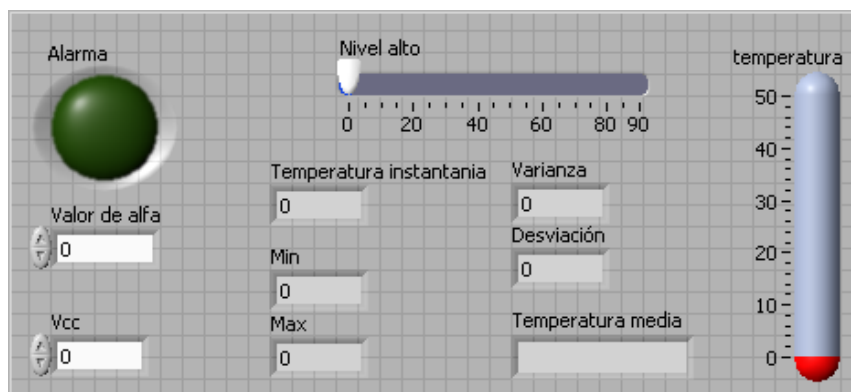 Alarma
Nivel alto
temperatura
0 20 40 60 80 90
50
40
30
20
10
0
Temperatura instantania
0
Varianza
0
Valor de alfa
0
Desviación
0
Min
0
Vcc
0
Max
0
Temperatura media